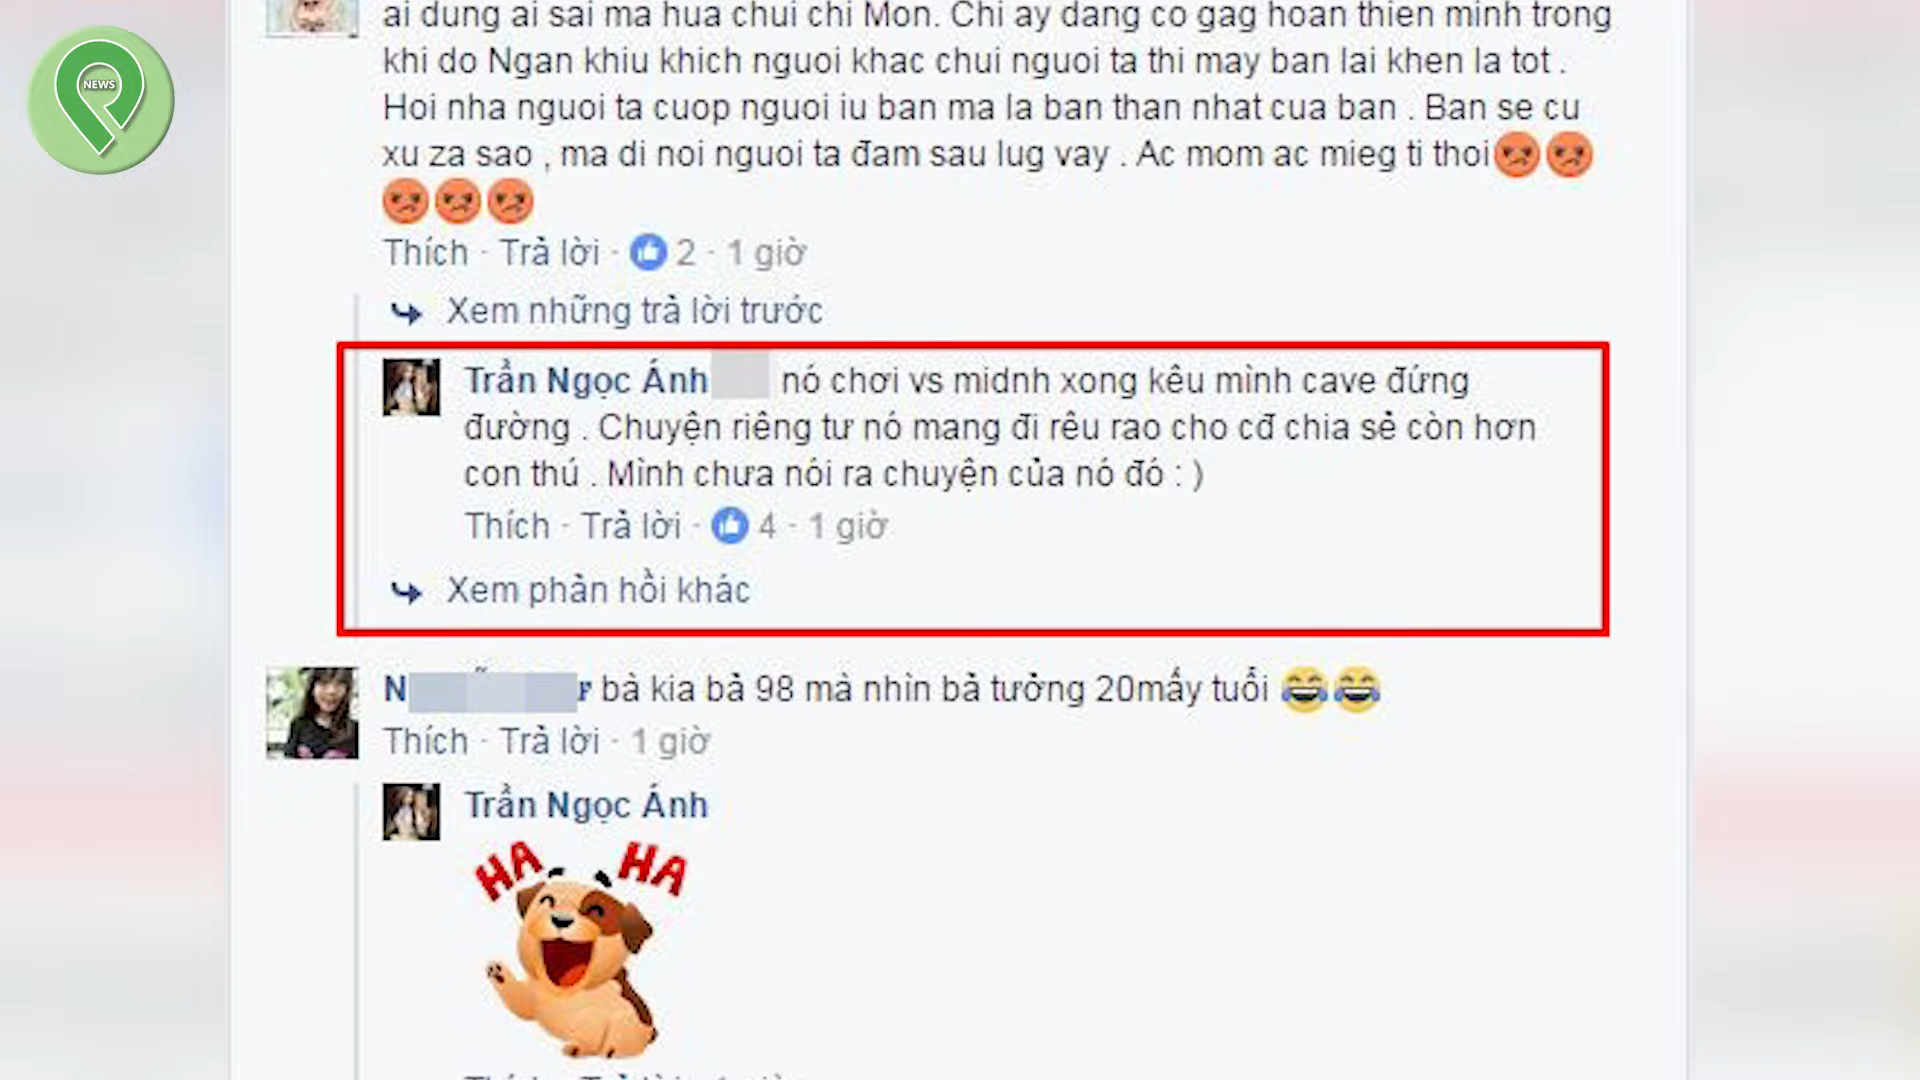 NEWS
ai dung ai sai ma hua chui chi Mon. Chi ay dang co gag hoan thien minh trong
khi do Ngan khiu khich nguoi khac chui nguoi ta thi may ban lai khen la tot .
Hoi nha nguoi ta cuop nguoi iu ban ma la ban than nhat cua ban . Ban se cu
xu za sao , ma di noi nguoi ta đam sau lug vay . Ac mom ac mieg ti thoi
Thích · Trả lời · 2 · 1 giờ
Xem những trả lời trước
Trần Ngọc Ánh nó chơi vs midnh xong kêu mình cave đứng
đường . Chuyện riêng tư nó mang đi rêu rao cho cđ chia sẻ còn hơn
con thú . Mình chưa nói ra chuyện của nó đó : )
Thích · Trả lời · 4 · 1 giờ
Xem phản hồi khác
bà kia bả 98 mà nhìn bả tưởng 20mấy tuổi
Thích · Trả lời · 1 giờ
Trần Ngọc Ánh
HA HA